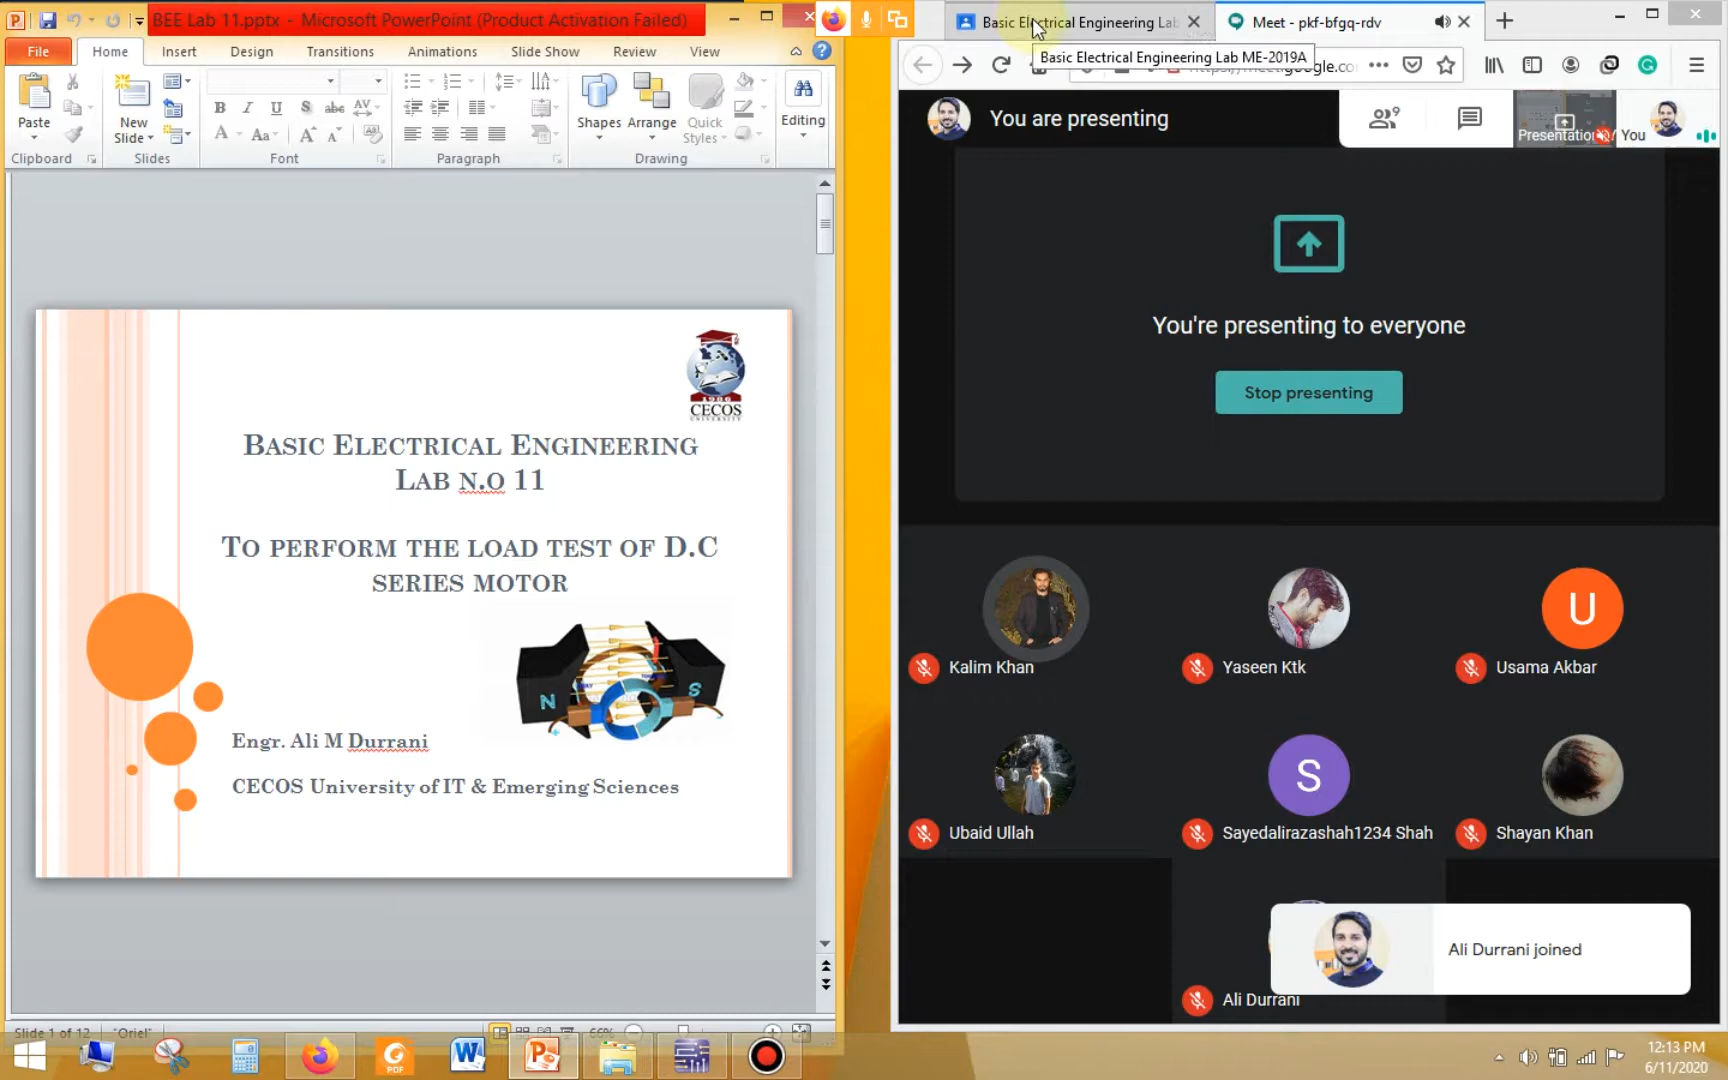 BEE Lab 11.pptx - Microsoft PowerPoint (Product Activation Failed)
File Home Insert Design Transitions Animations Slide Show Review View
Paste
New
Slide
Shapes Arrange Quick
Styles
Editing
Clipboard Slides Font Paragraph Drawing
1986
CECOS
UNIVERSITY
BASIC ELECTRICAL ENGINEERING
LAB N.O 11
TO PERFORM THE LOAD TEST OF D.C
SERIES MOTOR
N S
Engr. Ali M Durrani
CECOS University of IT & Emerging Sciences
Slide 1 of 12 "Oriel" 66%
Basic Electrical Engineering Lab
Meet - pkf-bfgq-rdv
Basic Electrical Engineering Lab ME-2019A
You are presenting
9
Presentation
You
You're presenting to everyone
Stop presenting
Kalim Khan
Yaseen Ktk
U
Usama Akbar
Ubaid Ullah
S
Sayedalirazashah1234 Shah
Shayan Khan
Ali Durrani
Ali Durrani joined
PDF
12:13 PM
6/11/2020